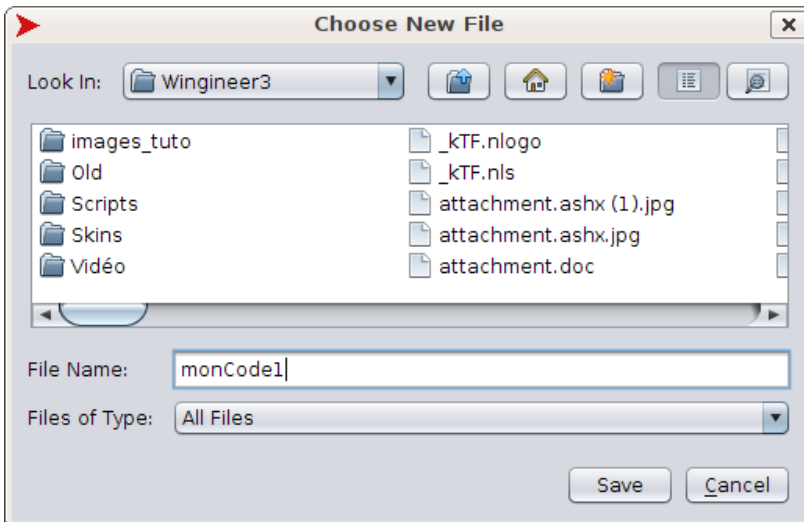 Choose New File
Look In: Wingineer3
images_tuto
Old
Scripts
Skins
Vidéo
_kTF.nlogo
_kTF.nls
attachment.ashx (1).jpg
attachment.ashx.jpg
attachment.doc
File Name: monCode1
Files of Type: All Files
Save Cancel